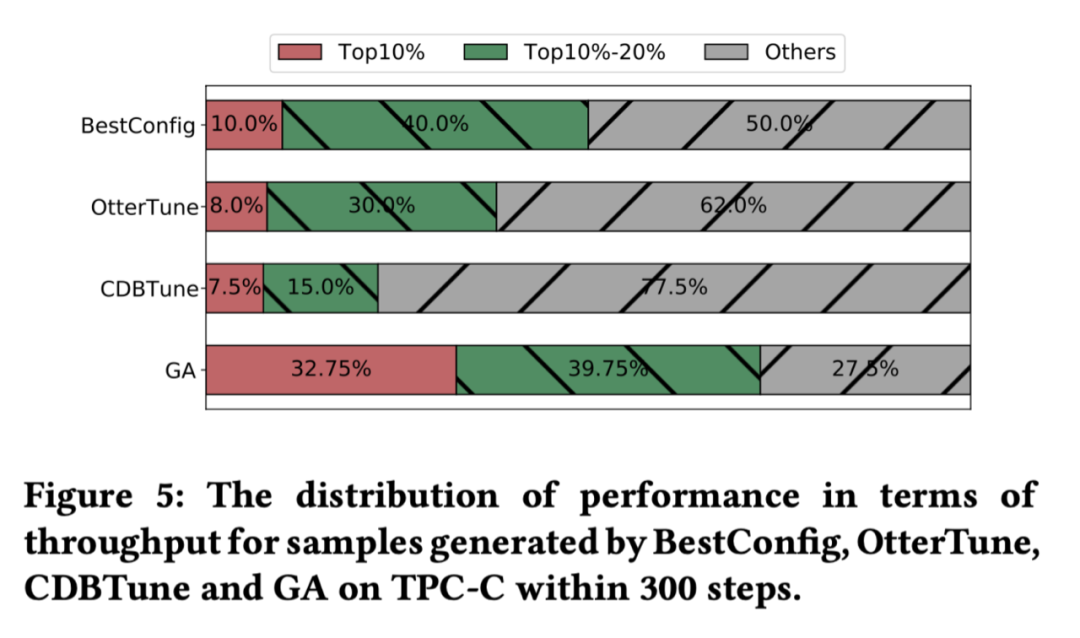 Top10% Top10%-20% Others
BestConfig 10.0% 40.0% 50.0%
OtterTune 8.0% 30.0% 62.0%
CDBTune 7.5% 15.0% 77.5%
GA 32.75% 39.75% 27.5%
Figure 5: The distribution of performance in terms of
throughput for samples generated by BestConfig, OtterTune,
CDBTune and GA on TPC-C within 300 steps.